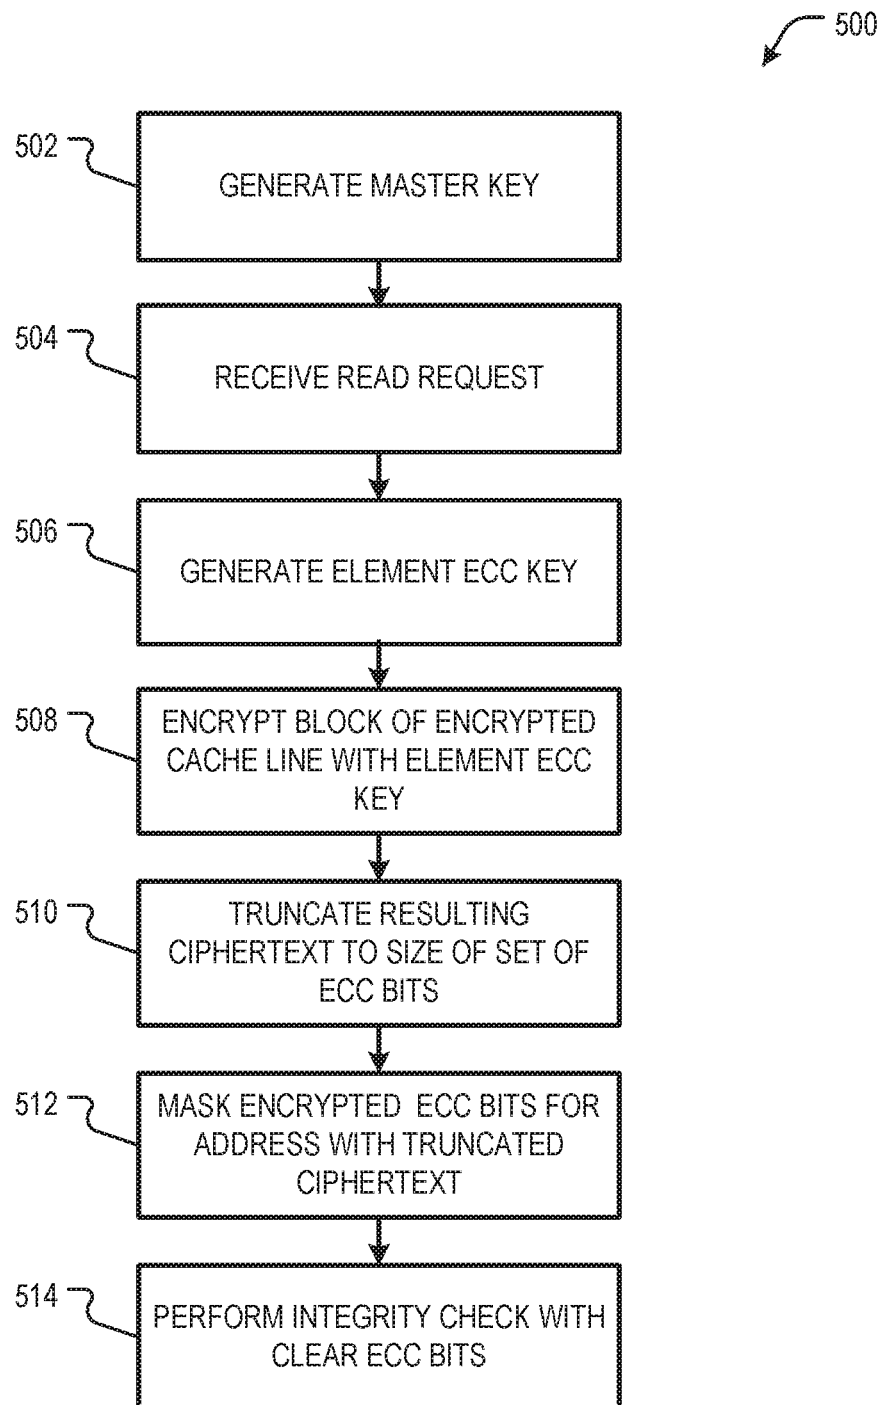 500
502
GENERATE MASTER KEY
504
RECEIVE READ REQUEST
506
GENERATE ELEMENT ECC KEY
508
ENCRYPT BLOCK OF ENCRYPTED
CACHE LINE WITH ELEMENT ECC
KEY
510
TRUNCATE RESULTING
CIPHERTEXT TO SIZE OF SET OF
ECC BITS
512
MASK ENCRYPTED ECC BITS FOR
ADDRESS WITH TRUNCATED
CIPHERTEXT
514
PERFORM INTEGRITY CHECK WITH
CLEAR ECC BITS